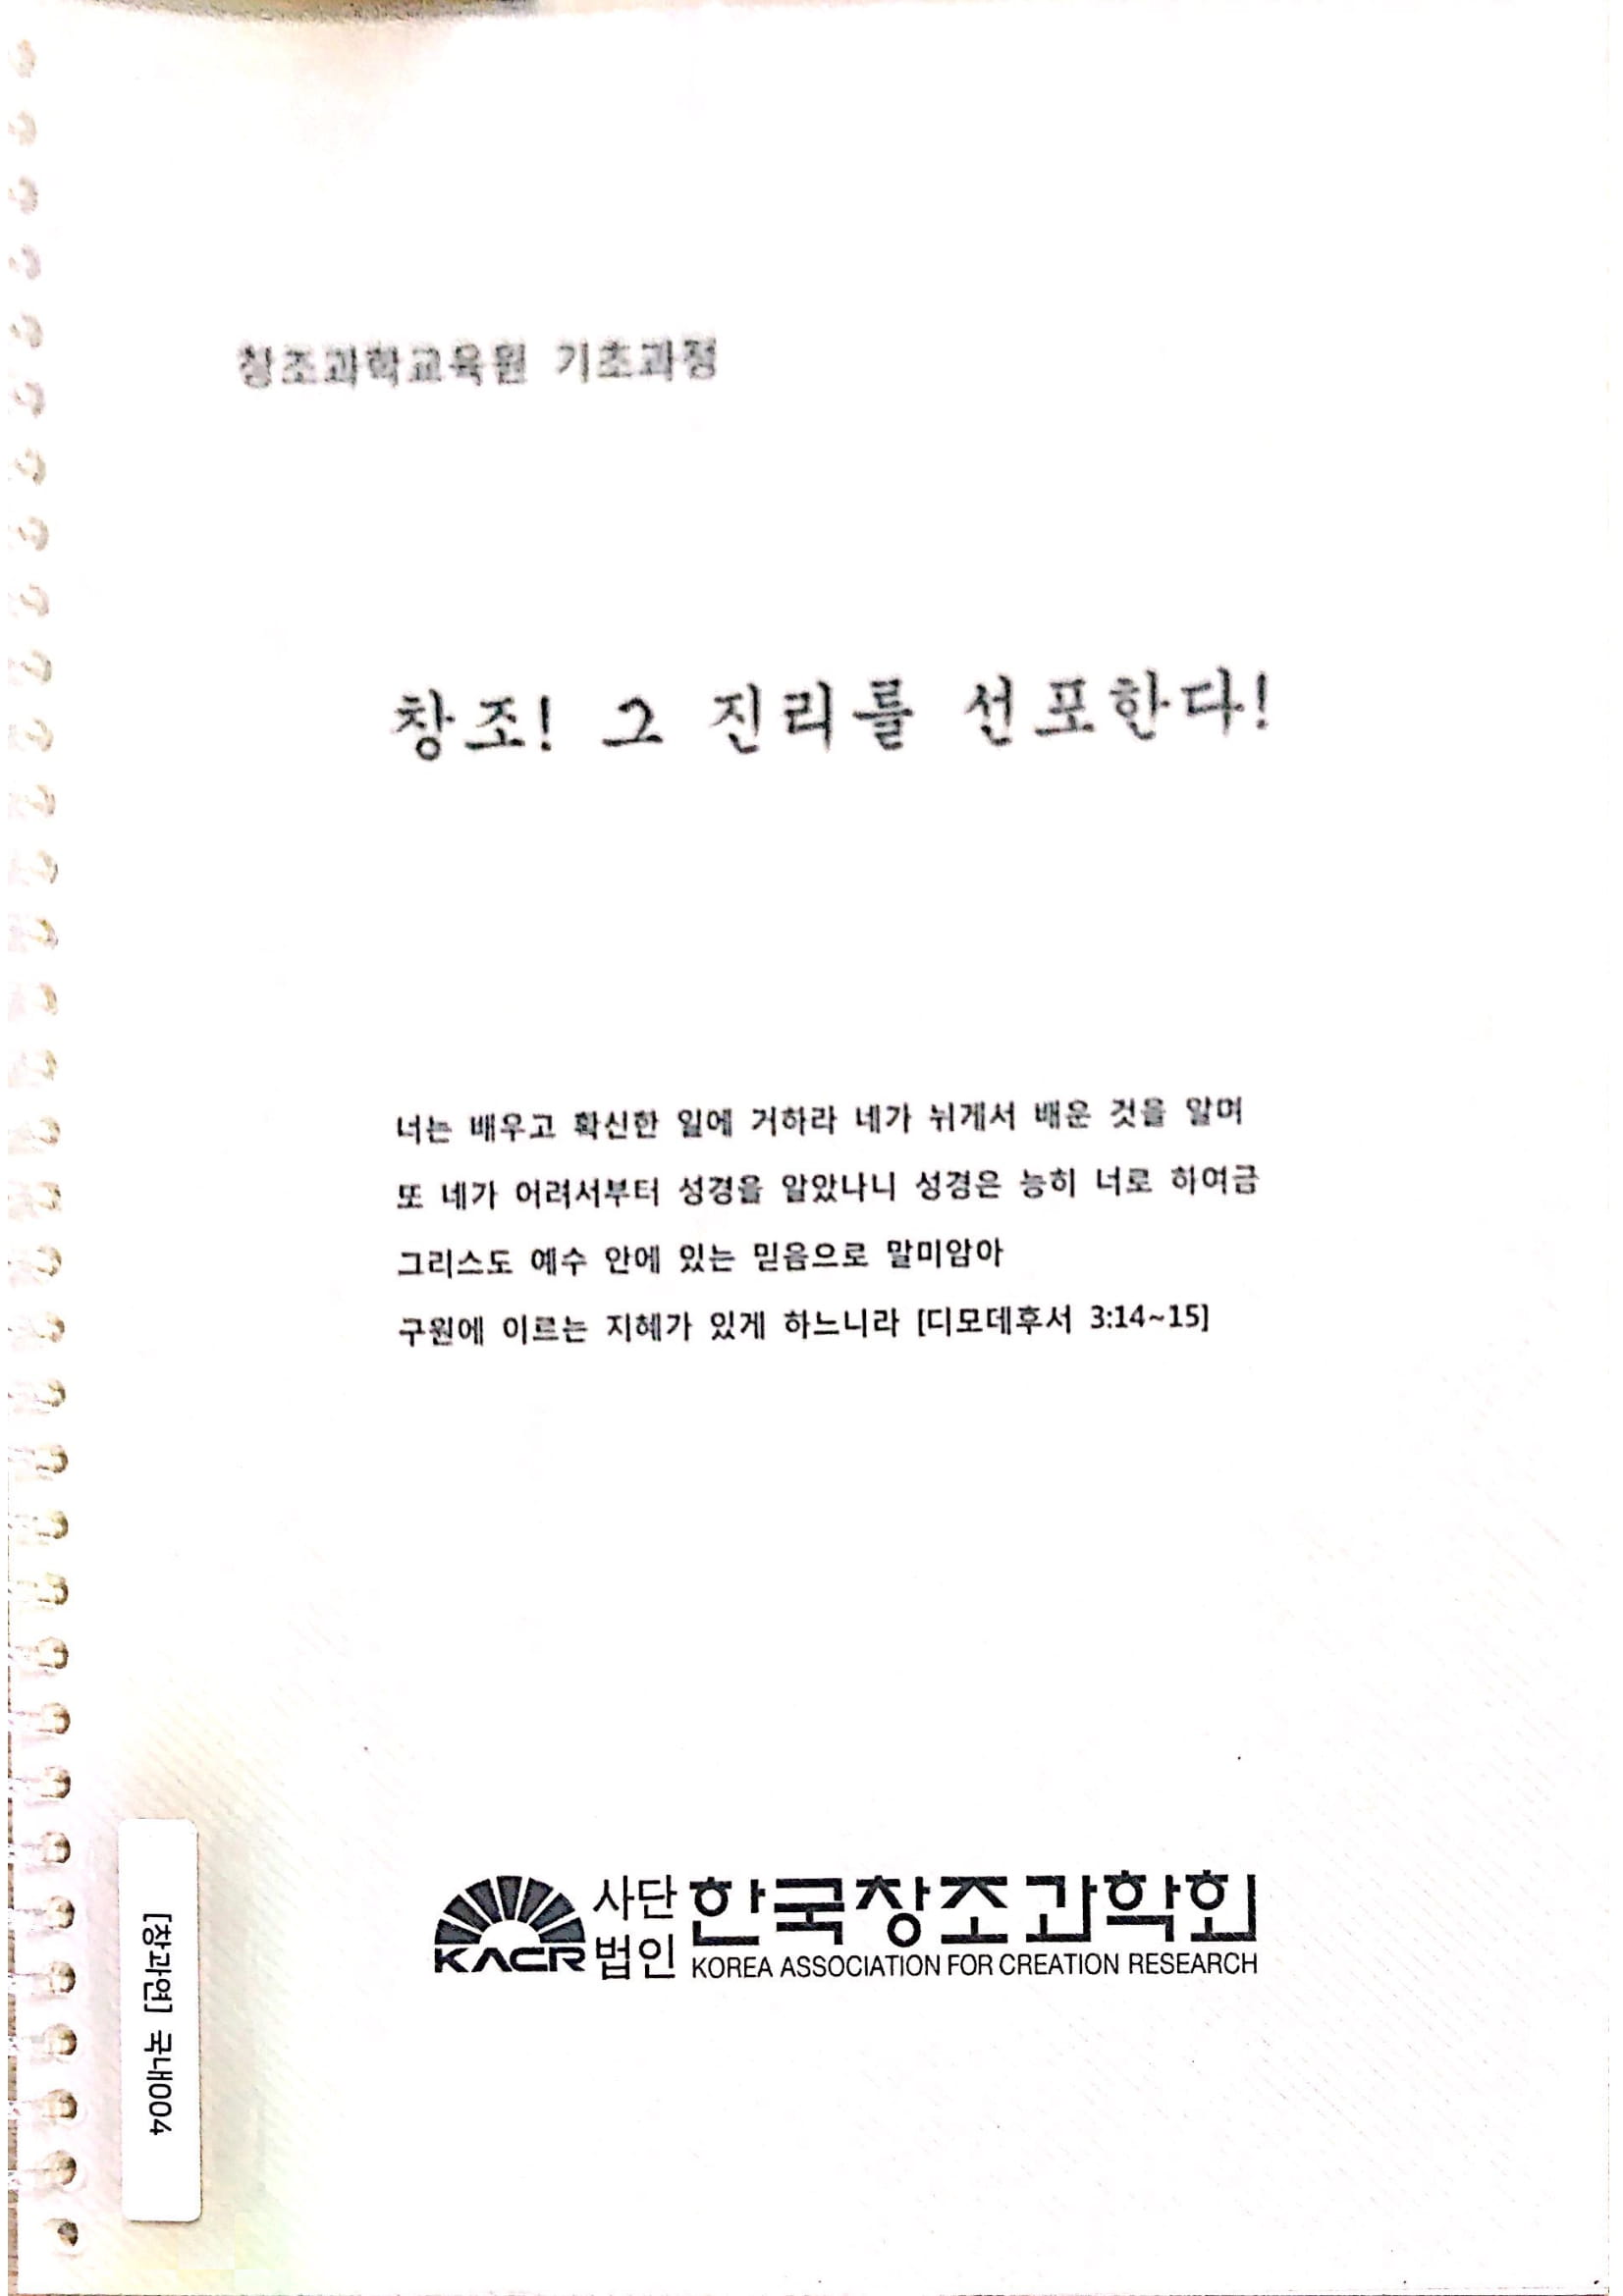 창조과학교육원 기초과정
창조! 그 진리를 선포한다!
너는 배우고 확신한 일에 거하라 네가 뉘게서 배운 것을 알며
또 네가 어려서부터 성경을 알았나니 성경은 능히 너로 하여금
그리스도 예수 안에 있는 믿음으로 말미암아
구원에 이르는 지혜가 있게 하느니라 [디모데후서 3:14~15]
KACR 사단법인 한국창조과학회
KOREA ASSOCIATION FOR CREATION RESEARCH
[창과연] 국내004